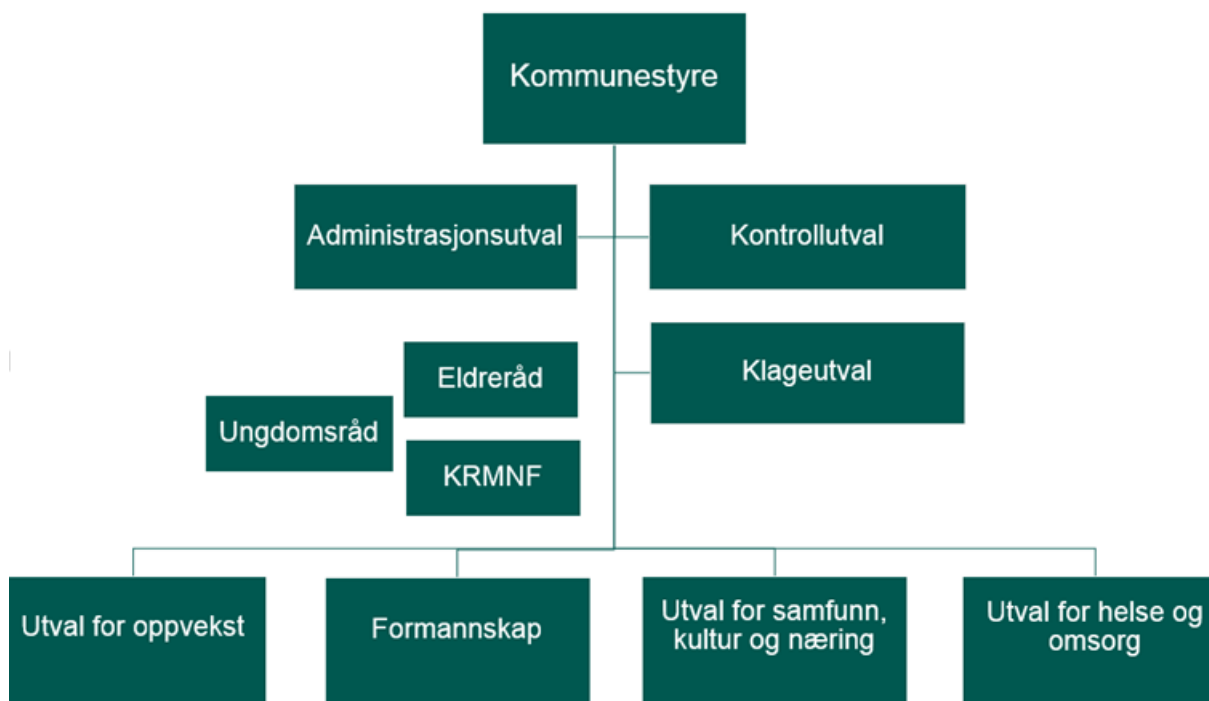 Kommunestyre
Administrasjonsutval
Kontrollutval
Eldreråd
Klageutval
Ungdomsråd
KRMNF
Utval for oppvekst
Formannskap
Utval for samfunn,
kultur og næring
Utval for helse og
omsorg